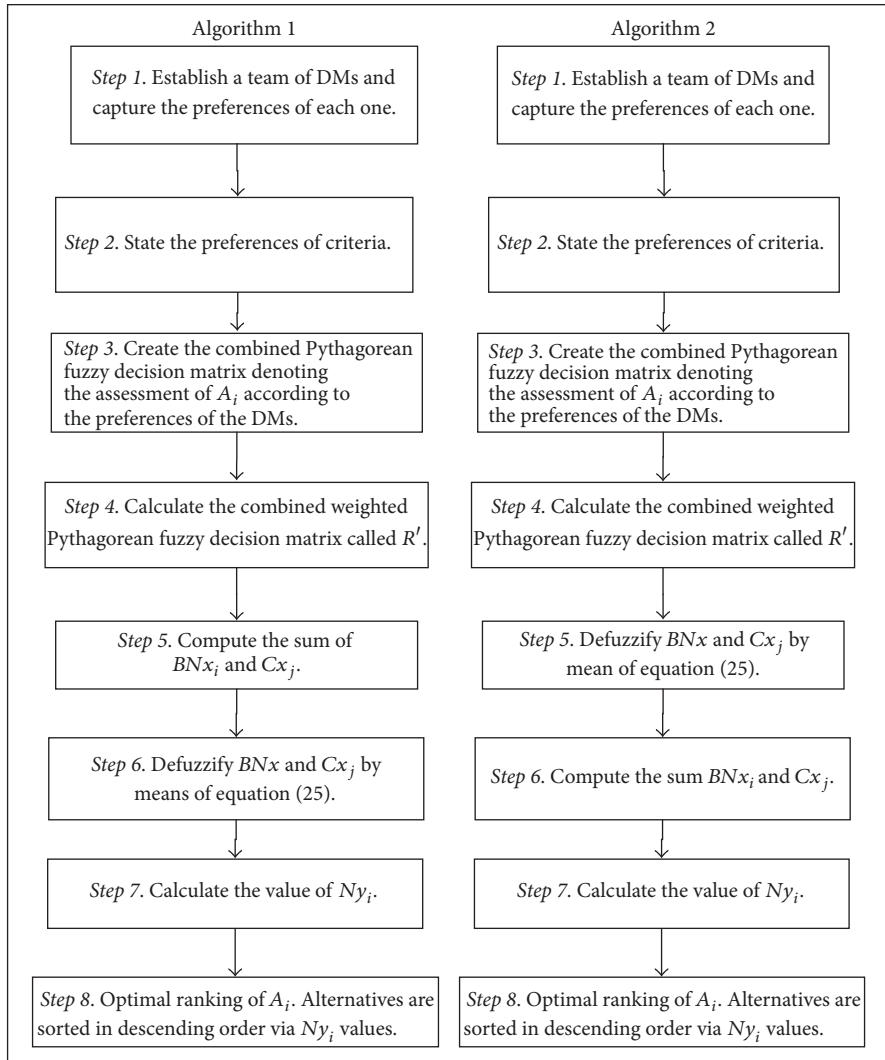 Algorithm 1
Step 1. Establish a team of DMs and
capture the preferences of each one.
Step 2. State the preferences of criteria.
Step 3. Create the combined Pythagorean
fuzzy decision matrix denoting
the assessment of A_i according to
the preferences of the DMs.
Step 4. Calculate the combined weighted
Pythagorean fuzzy decision matrix called R′.
Step 5. Compute the sum of
BNx_i and Cx_j.
Step 6. Defuzzify BNx and Cx_j by
means of equation (25).
Step 7. Calculate the value of Ny_i.
Step 8. Optimal ranking of A_i. Alternatives are
sorted in descending order via Ny_i values.
Algorithm 2
Step 1. Establish a team of DMs and
capture the preferences of each one.
Step 2. State the preferences of criteria.
Step 3. Create the combined Pythagorean
fuzzy decision matrix denoting
the assessment of A_i according to
the preferences of the DMs.
Step 4. Calculate the combined weighted
Pythagorean fuzzy decision matrix called R′.
Step 5. Defuzzify BNx and Cx_j by
mean of equation (25).
Step 6. Compute the sum BNx_i and Cx_j.
Step 7. Calculate the value of Ny_i.
Step 8. Optimal ranking of A_i. Alternatives are
sorted in descending order via Ny_i values.